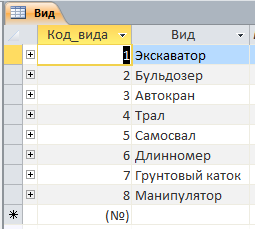 Вид
Код_вида Вид
1 Экскаватор
2 Бульдозер
3 Автокран
4 Трал
5 Самосвал
6 Длинномер
7 Грунтовый каток
8 Манипулятор
(№)